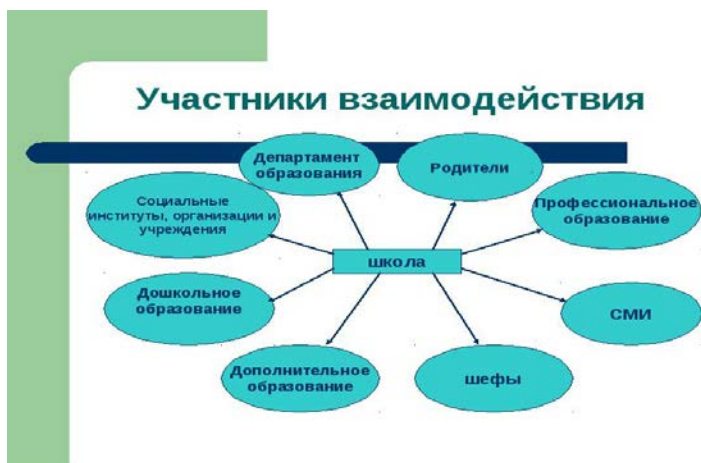 Участники взаимодействия
Департамент
образования
Родители
Социальные
институты, организации и
учреждения
Профессиональное
образование
школа
Дошкольное
образование
СМИ
Дополнительное
образование
шефы